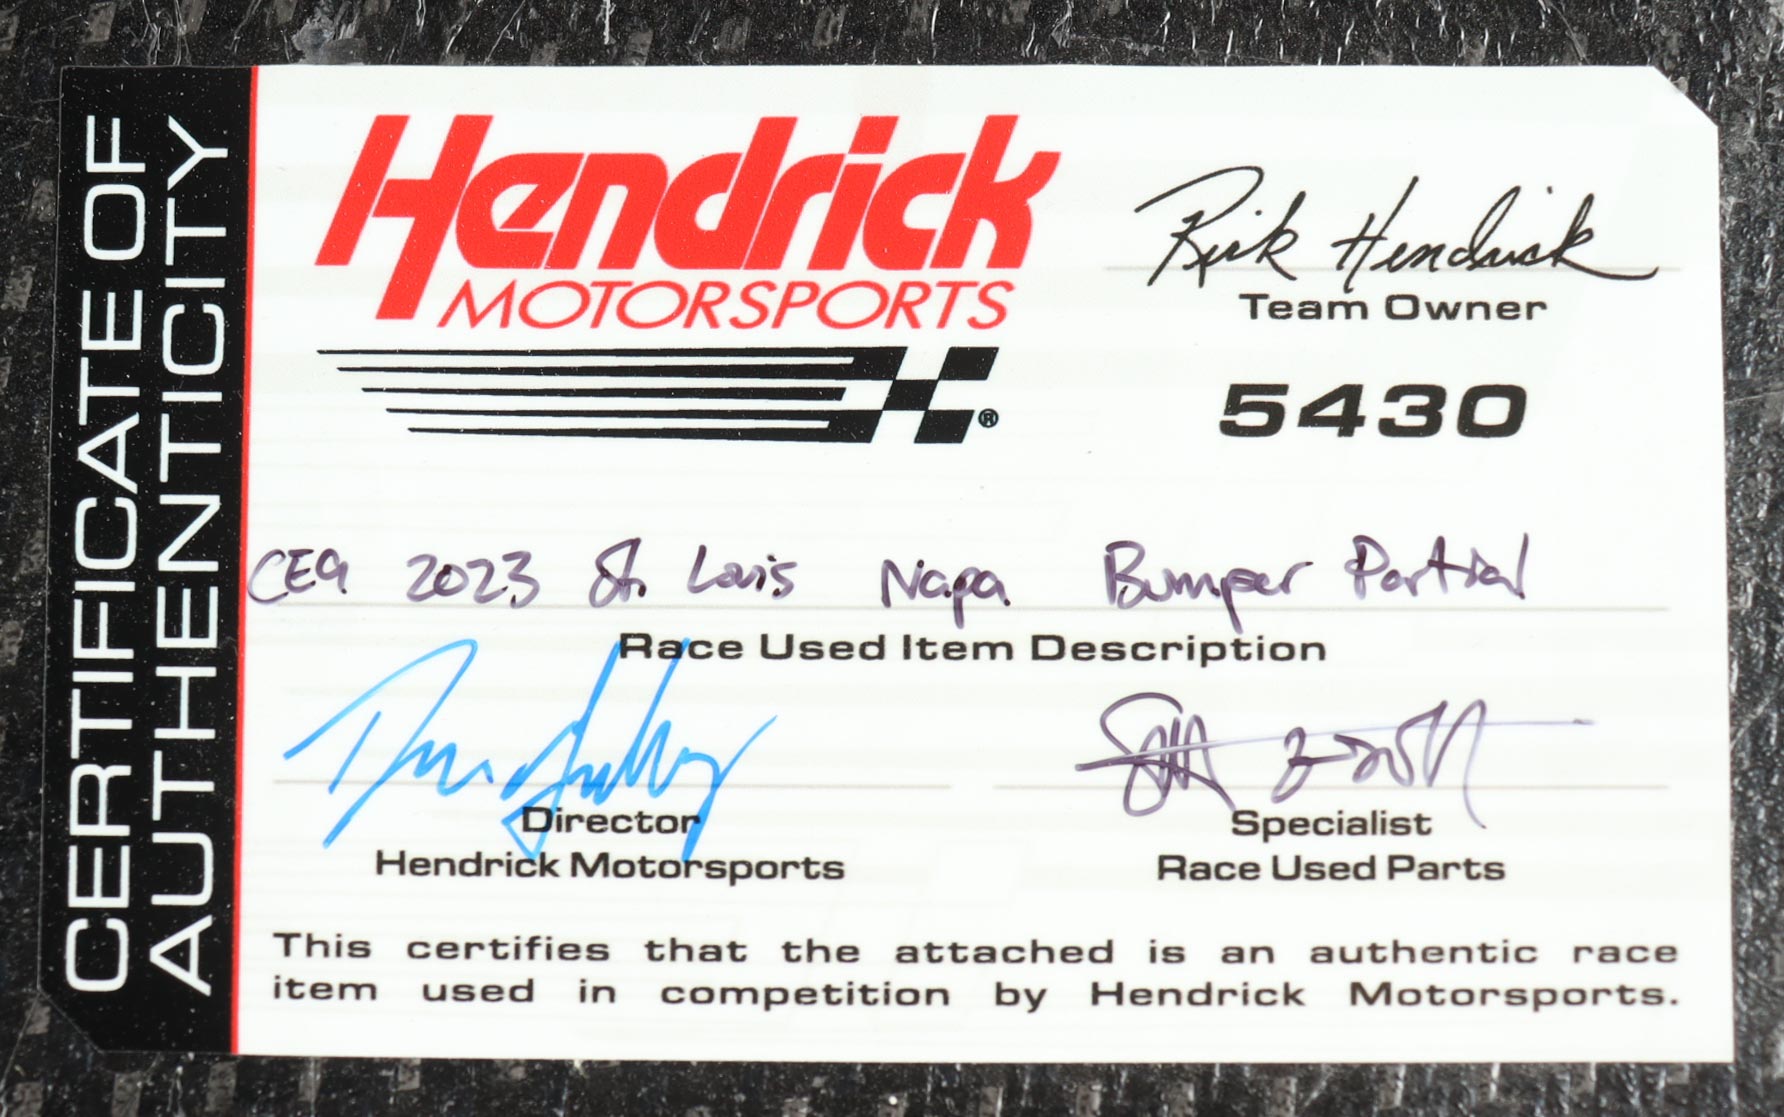 CERTIFICATE OF
AUTHENTICITY
Hendrick
MOTORSPORTS
®
Rick Hendrick
Team Owner
5430
CE9 2023 St. Louis Napa Bumper Partial
Race Used Item Description
Director
Hendrick Motorsports
Specialist
Race Used Parts
This certifies that the attached is an authentic race
item used in competition by Hendrick Motorsports.